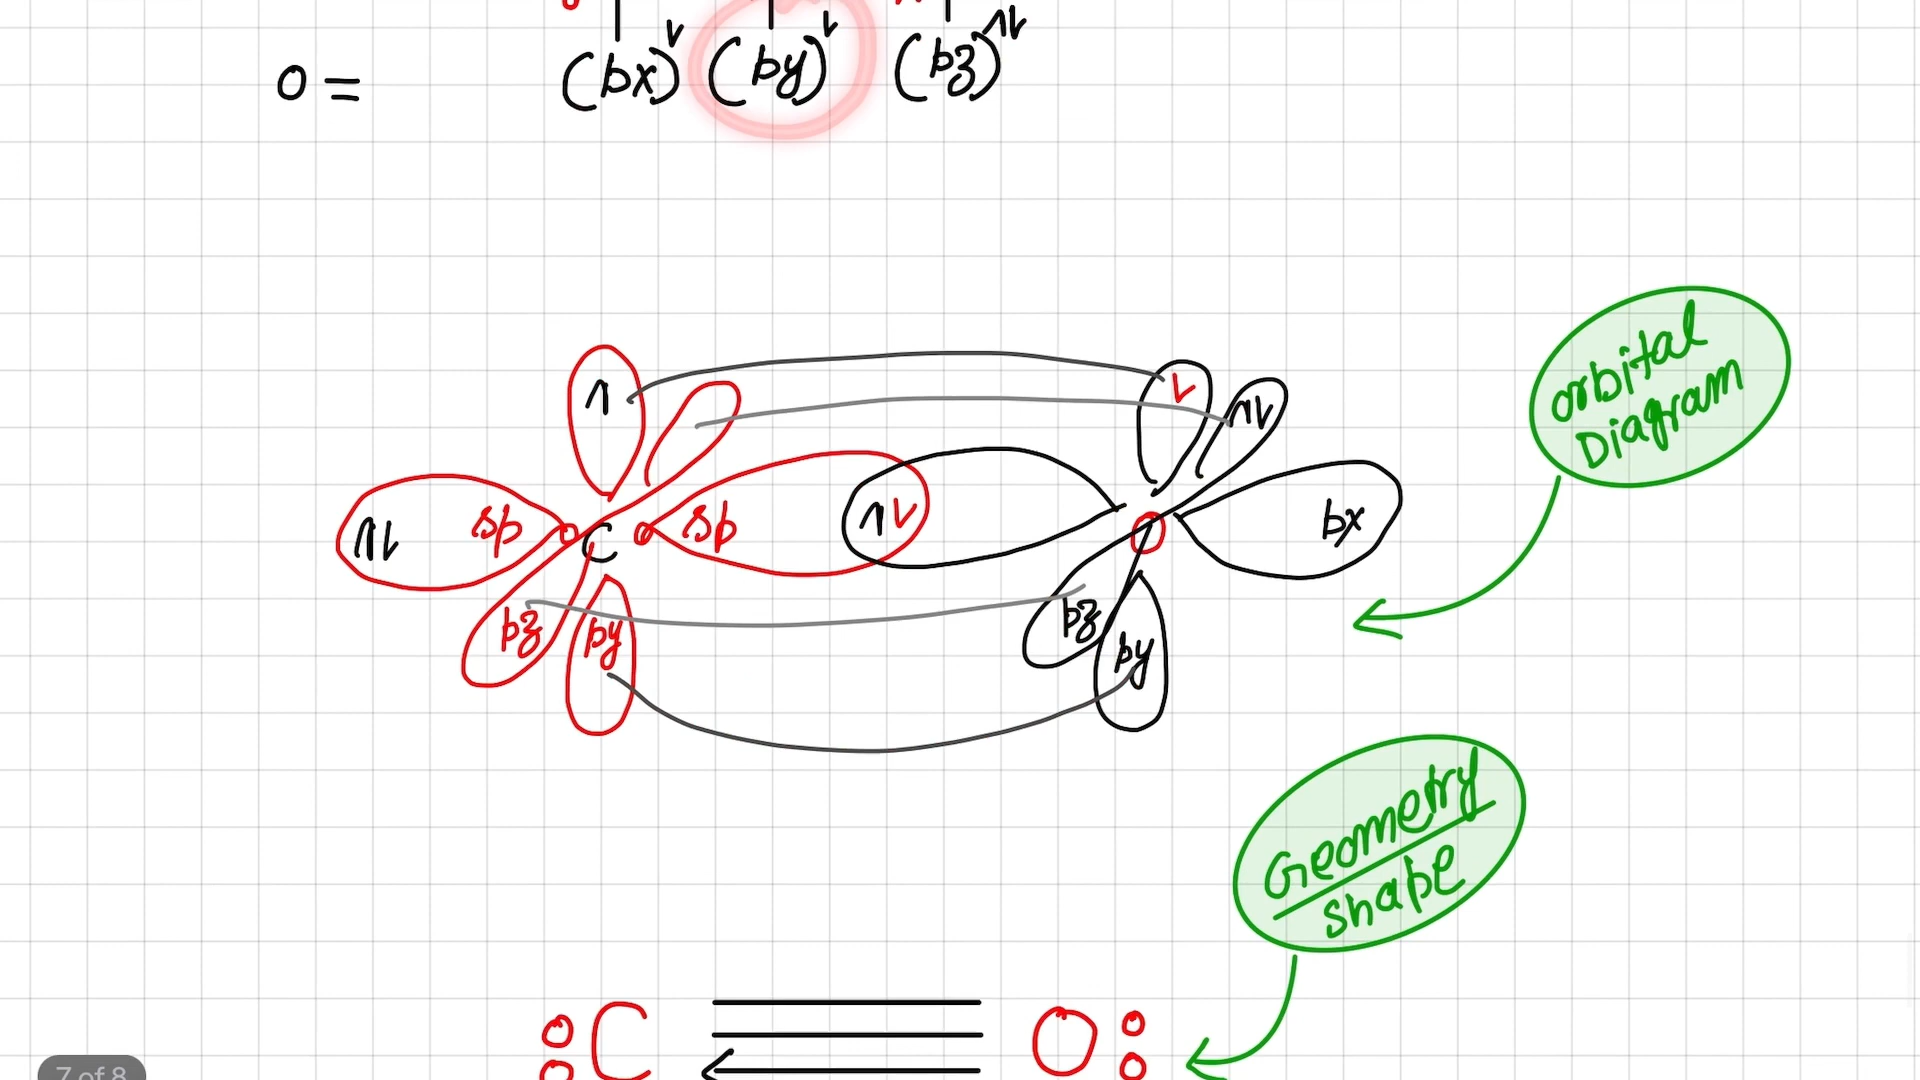 O = (px)↓ (py)↓ (pz)↑↓
orbital
Diagram
↑ ↓ ↑↓
↑↓ sp C sp ↑↓ O px
pz py pz py
Geometry
shape
C O
7 of 8